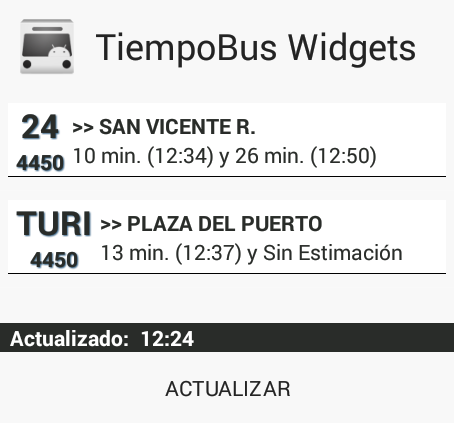 TiempoBus Widgets
24 >> SAN VICENTE R.
4450 10 min. (12:34) y 26 min. (12:50)
TURI >> PLAZA DEL PUERTO
4450 13 min. (12:37) y Sin Estimación
Actualizado: 12:24
ACTUALIZAR